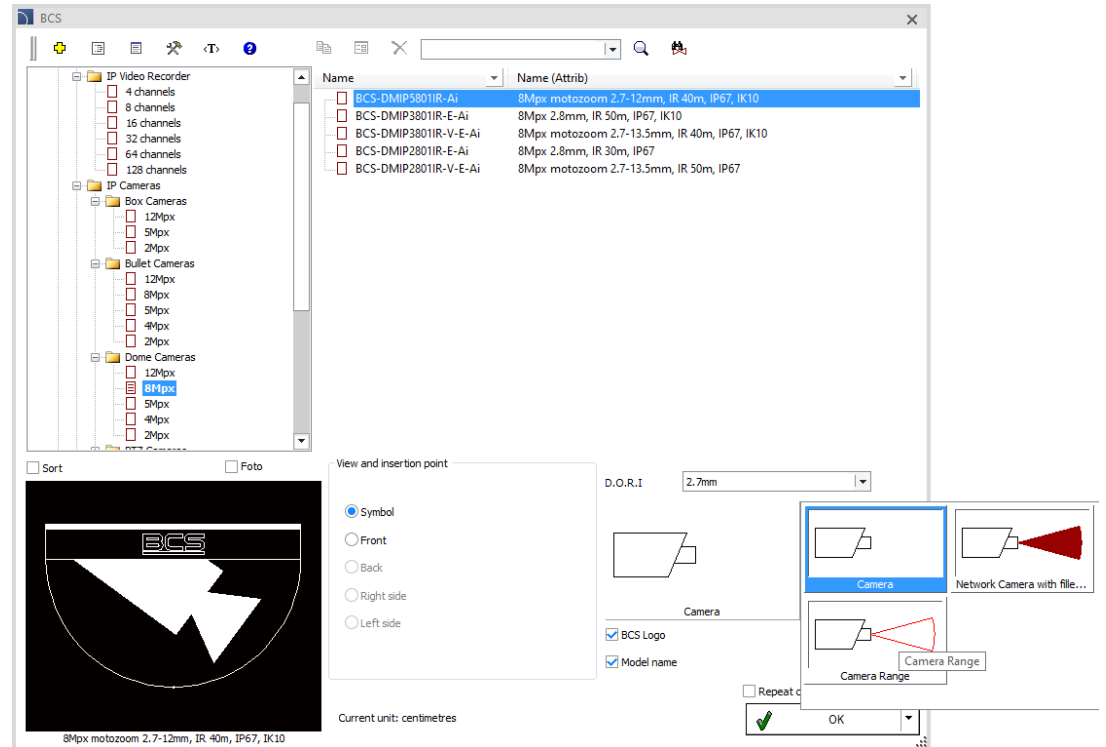 BCS
<T>
IP Video Recorder
4 channels
8 channels
16 channels
32 channels
64 channels
128 channels
IP Cameras
Box Cameras
12Mpx
5Mpx
2Mpx
Bullet Cameras
12Mpx
8Mpx
5Mpx
4Mpx
2Mpx
Dome Cameras
12Mpx
8Mpx
5Mpx
4Mpx
2Mpx
PTZ Cameras
Name Name (Attrib)
BCS-DMIP5801IR-Ai 8Mpx motozoom 2.7-12mm, IR 40m, IP67, IK10
BCS-DMIP3801IR-E-Ai 8Mpx 2.8mm, IR 50m, IP67, IK10
BCS-DMIP3801IR-V-E-Ai 8Mpx motozoom 2.7-13.5mm, IR 40m, IP67, IK10
BCS-DMIP2801IR-E-Ai 8Mpx 2.8mm, IR 30m, IP67
BCS-DMIP2801IR-V-E-Ai 8Mpx motozoom 2.7-13.5mm, IR 50m, IP67
Sort Foto
BCS
8Mpx motozoom 2.7-12mm, IR 40m, IP67, IK10
View and insertion point
Symbol
Front
Back
Right side
Left side
Current unit: centimetres
D.O.R.I 2.7mm
Camera
BCS Logo
Model name
Camera
Network Camera with fille...
Camera Range
Camera Range
Repeat
OK